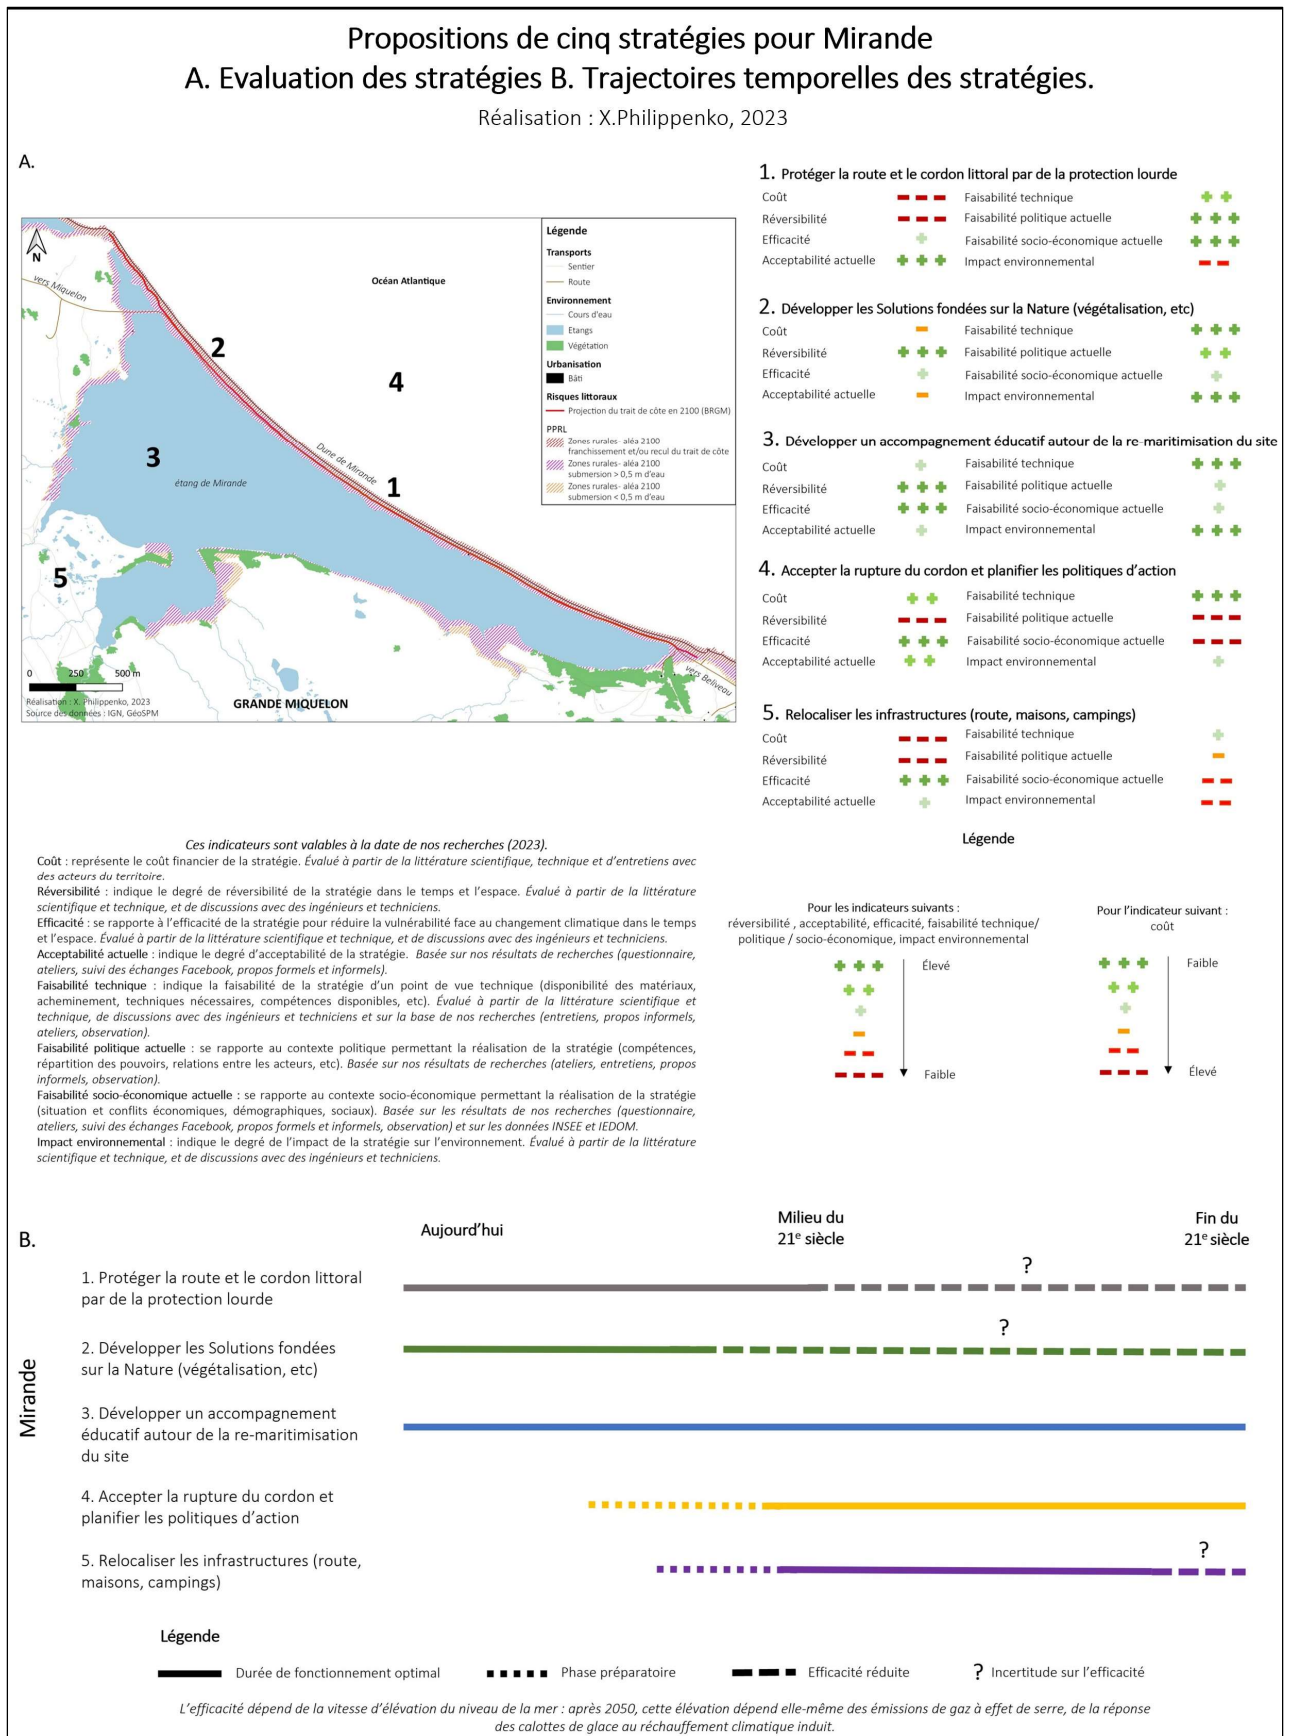 Propositions de cinq stratégies pour Mirande
A. Evaluation des stratégies B. Trajectoires temporelles des stratégies.
Réalisation : X.Philippenko, 2023
A.
N
vers Miquelon
Océan Atlantique
2
4
3
étang de Mirande
Dune de Mirande
1
5
0 250 500 m
Réalisation : X. Philippenko, 2023
Source des données : IGN, GéoSPM
GRANDE MIQUELON
vers Beliveau
Légende
Transports
Sentier
Route
Environnement
Cours d'eau
Etangs
Végétation
Urbanisation
Bâti
Risques littoraux
Projection du trait de côte en 2100 (BRGM)
PPRL
Zones rurales- aléa 2100
franchissement et/ou recul du trait de côte
Zones rurales- aléa 2100
submersion > 0,5 m d'eau
Zones rurales- aléa 2100
submersion < 0,5 m d'eau
1. Protéger la route et le cordon littoral par de la protection lourde
Coût - - - Faisabilité technique + +
Réversibilité - - - Faisabilité politique actuelle + + +
Efficacité + Faisabilité socio-économique actuelle + + +
Acceptabilité actuelle + + + Impact environnemental - -
2. Développer les Solutions fondées sur la Nature (végétalisation, etc)
Coût - Faisabilité technique + + +
Réversibilité + + + Faisabilité politique actuelle + +
Efficacité + Faisabilité socio-économique actuelle +
Acceptabilité actuelle - Impact environnemental + + +
3. Développer un accompagnement éducatif autour de la re-maritimisation du site
Coût + Faisabilité technique + + +
Réversibilité + + + Faisabilité politique actuelle +
Efficacité + + + Faisabilité socio-économique actuelle +
Acceptabilité actuelle + Impact environnemental + + +
4. Accepter la rupture du cordon et planifier les politiques d'action
Coût + + Faisabilité technique + + +
Réversibilité - - - Faisabilité politique actuelle - - -
Efficacité + + + Faisabilité socio-économique actuelle - - -
Acceptabilité actuelle + + Impact environnemental +
5. Relocaliser les infrastructures (route, maisons, campings)
Coût - - - Faisabilité technique +
Réversibilité - - - Faisabilité politique actuelle -
Efficacité + + + Faisabilité socio-économique actuelle - -
Acceptabilité actuelle + Impact environnemental - -
Ces indicateurs sont valables à la date de nos recherches (2023).
Coût : représente le coût financier de la stratégie. Évalué à partir de la littérature scientifique, technique et d'entretiens avec
des acteurs du territoire.
Réversibilité : indique le degré de réversibilité de la stratégie dans le temps et l'espace. Évalué à partir de la littérature
scientifique et technique, et de discussions avec des ingénieurs et techniciens.
Efficacité : se rapporte à l'efficacité de la stratégie pour réduire la vulnérabilité face au changement climatique dans le temps
et l'espace. Évalué à partir de la littérature scientifique et technique, et de discussions avec des ingénieurs et techniciens.
Acceptabilité actuelle : indique le degré d'acceptabilité de la stratégie. Basée sur nos résultats de recherches (questionnaire,
ateliers, suivi des échanges Facebook, propos formels et informels).
Faisabilité technique : indique la faisabilité de la stratégie d'un point de vue technique (disponibilité des matériaux,
acheminement, techniques nécessaires, compétences disponibles, etc). Évalué à partir de la littérature scientifique et
technique, de discussions avec des ingénieurs et techniciens et sur la base de nos recherches (entretiens, propos informels,
ateliers, observation).
Faisabilité politique actuelle : se rapporte au contexte politique permettant la réalisation de la stratégie (compétences,
répartition des pouvoirs, relations entre les acteurs, etc). Basée sur nos résultats de recherches (ateliers, entretiens, propos
informels, observation).
Faisabilité socio-économique actuelle : se rapporte au contexte socio-économique permettant la réalisation de la stratégie
(situation et conflits économiques, démographiques, sociaux). Basée sur les résultats de nos recherches (questionnaire,
ateliers, suivi des échanges Facebook, propos formels et informels, observation) et sur les données INSEE et IEDOM.
Impact environnemental : indique le degré de l'impact de la stratégie sur l'environnement. Évalué à partir de la littérature
scientifique et technique, et de discussions avec des ingénieurs et techniciens.
Légende
Pour les indicateurs suivants :
réversibilité , acceptabilité, efficacité, faisabilité technique/
politique / socio-économique, impact environnemental
+ + + Élevé
+ +
+
-
- -
- - - Faible
Pour l'indicateur suivant :
coût
+ + + Faible
+ +
+
-
- -
- - - Élevé
B.
Aujourd'hui
Milieu du
21e siècle
Fin du
21e siècle
Mirande
1. Protéger la route et le cordon littoral
par de la protection lourde
?
2. Développer les Solutions fondées
sur la Nature (végétalisation, etc)
?
3. Développer un accompagnement
éducatif autour de la re-maritimisation
du site
4. Accepter la rupture du cordon et
planifier les politiques d'action
5. Relocaliser les infrastructures (route,
maisons, campings)
?
Légende
Durée de fonctionnement optimal
Phase préparatoire
Efficacité réduite
? Incertitude sur l'efficacité
L'efficacité dépend de la vitesse d'élévation du niveau de la mer : après 2050, cette élévation dépend elle-même des émissions de gaz à effet de serre, de la réponse
des calottes de glace au réchauffement climatique induit.